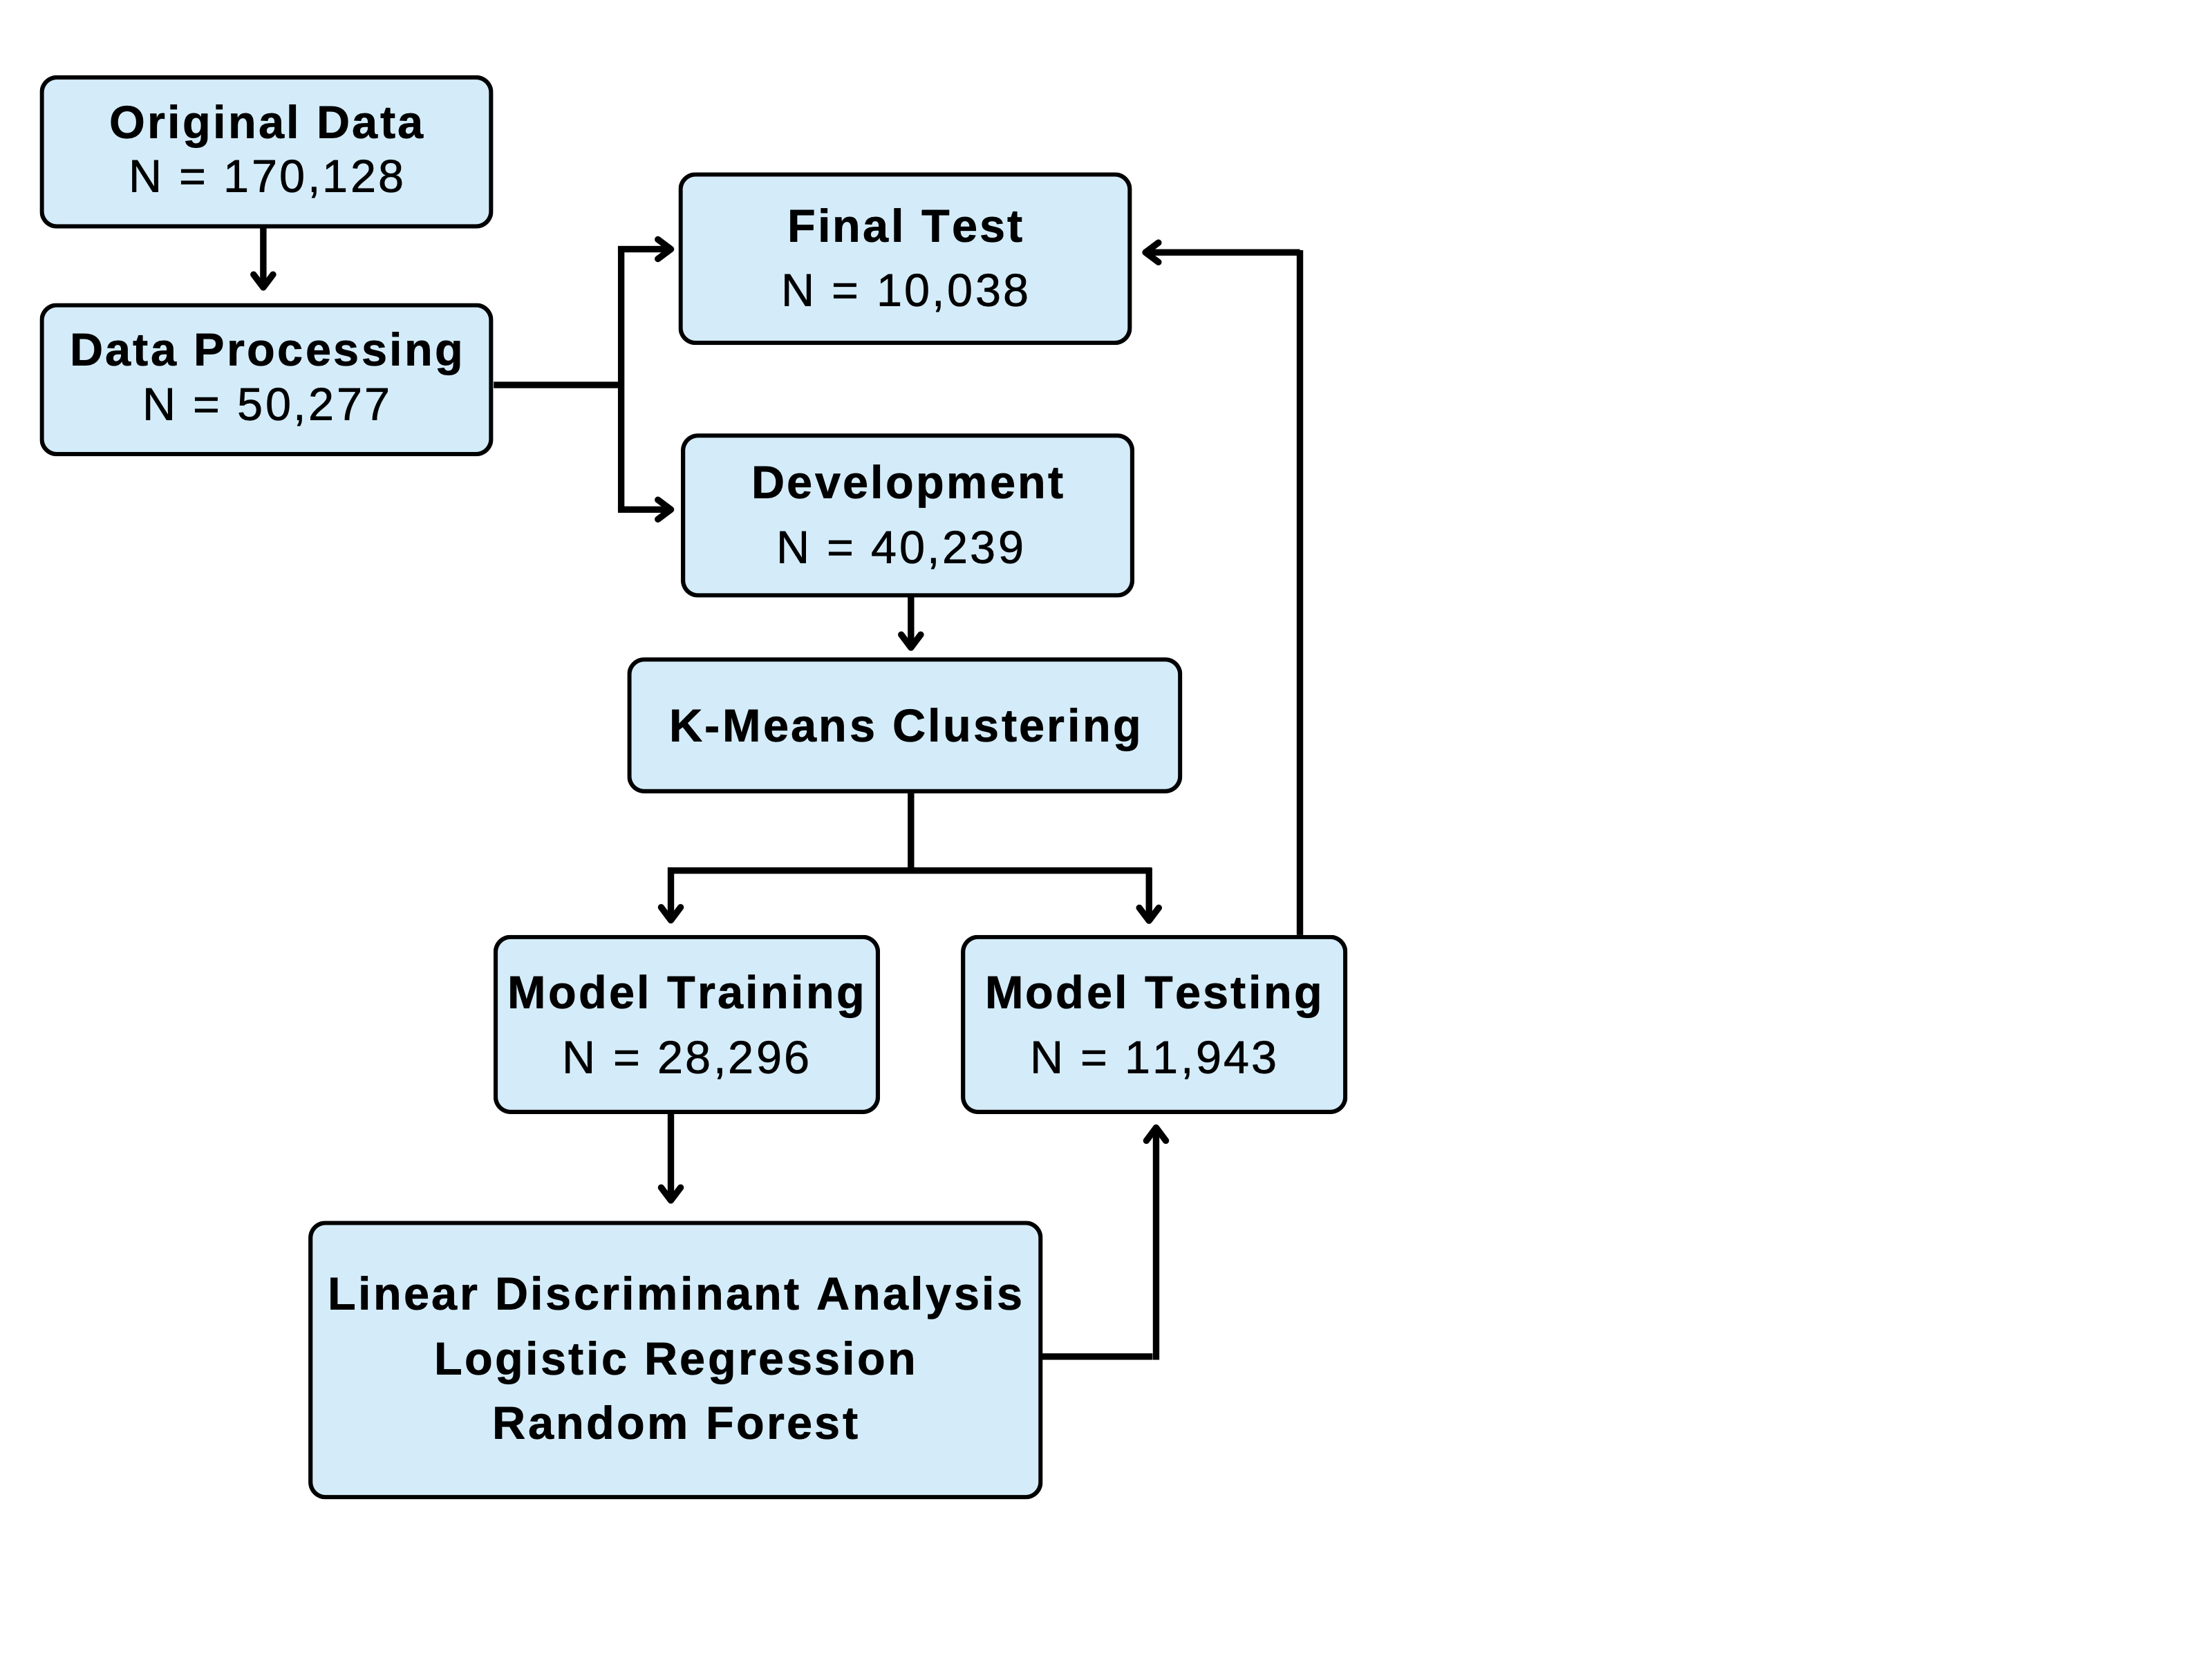 Original Data
N = 170,128
Data Processing
N = 50,277
Final Test
N = 10,038
Development
N = 40,239
K-Means Clustering
Model Training
N = 28,296
Model Testing
N = 11,943
Linear Discriminant Analysis
Logistic Regression
Random Forest